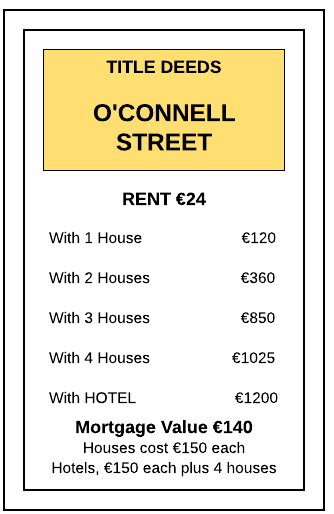 TITLE DEEDS
O'CONNELL
STREET
RENT €24
With 1 House €120
With 2 Houses €360
With 3 Houses €850
With 4 Houses €1025
With HOTEL €1200
Mortgage Value €140
Houses cost €150 each
Hotels, €150 each plus 4 houses